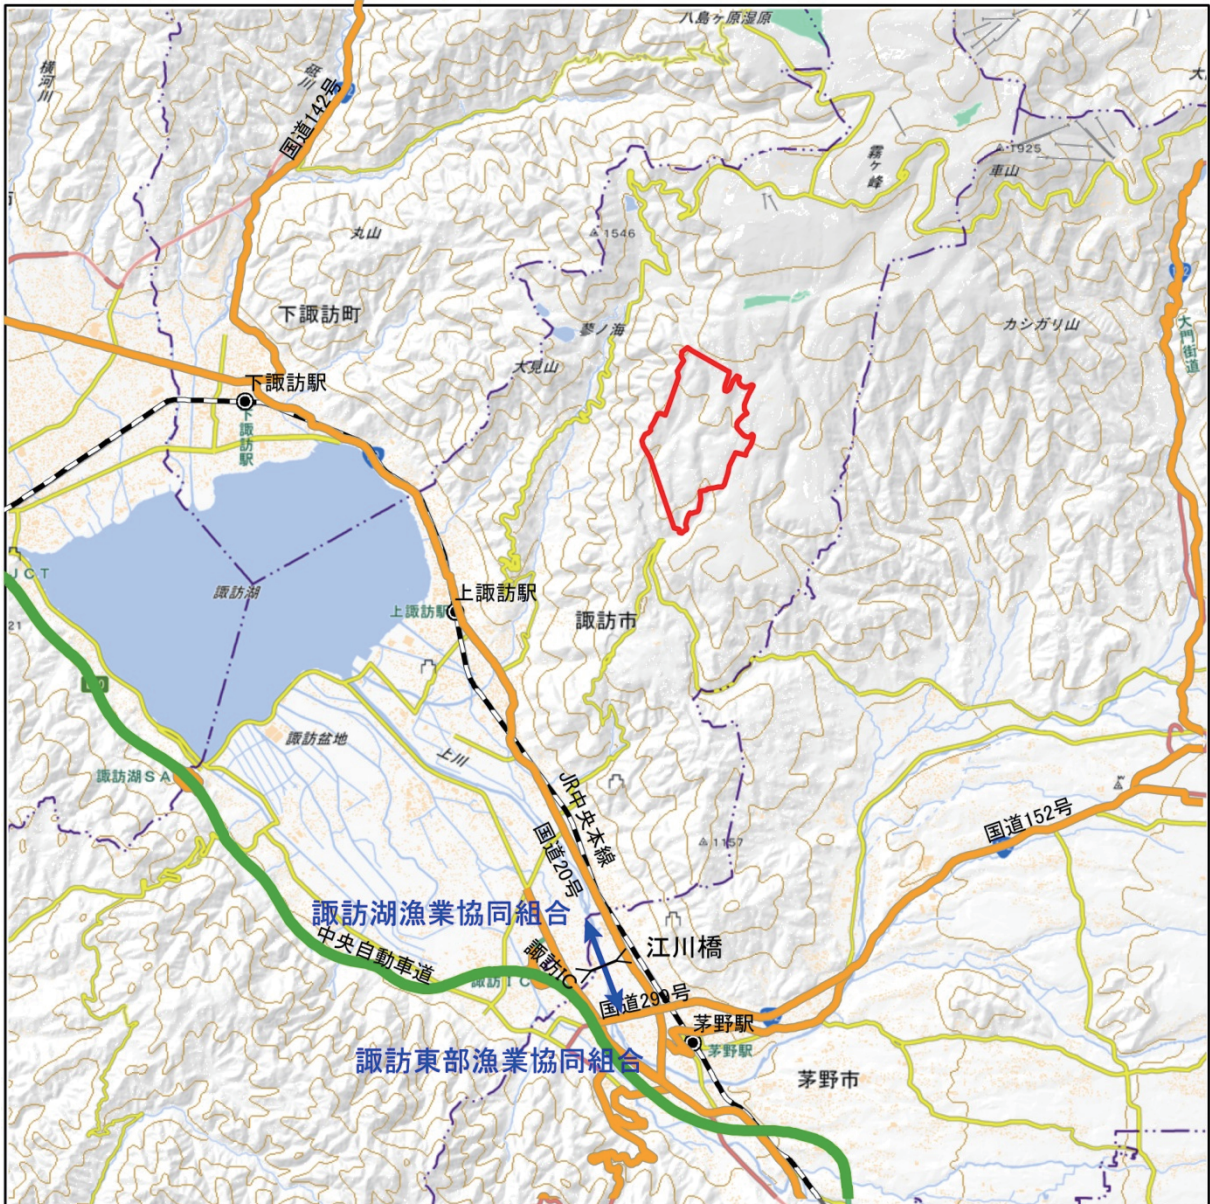 八島ヶ原湿原
横河川
砥川
国道142号
霧ヶ峰
1925
車山
丸山
1546
下諏訪町
蓼ノ海
カシガリ山
大門街道
大見山
下諏訪駅
下諏訪駅
JCT
諏訪湖
上諏訪駅
上諏訪駅
諏訪市
21
諏訪盆地
上川
諏訪湖SA
JR中央本線
国道20号
国道152号
1157
諏訪湖漁業協同組合
江川橋
中央自動車道
諏訪IC
諏訪IC
国道299号
茅野駅
茅野駅
諏訪東部漁業協同組合
茅野市